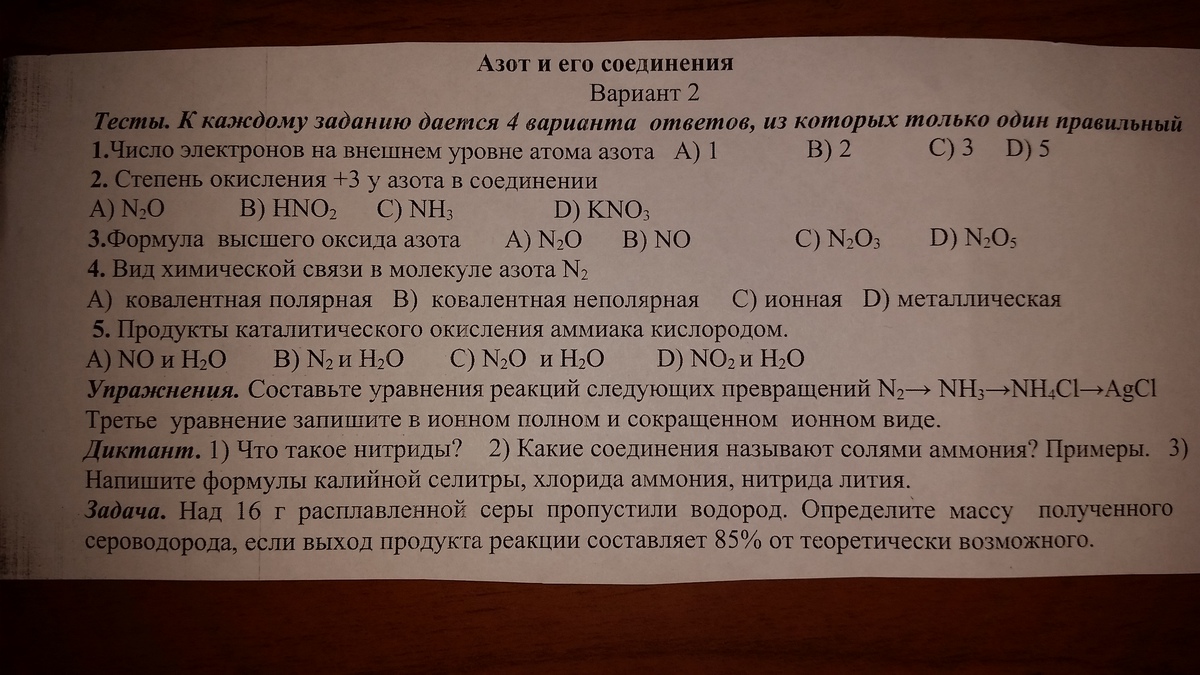 Азот и его соединения
Вариант 2
Тесты. К каждому заданию дается 4 варианта ответов, из которых только один правильный
1.Число электронов на внешнем уровне атома азота А) 1 В) 2 С) 3 D) 5
2. Степень окисления +3 у азота в соединении
А) N₂O В) HNO₂ С) NH₃ D) KNO₃
3.Формула высшего оксида азота А) N₂O В) NO С) N₂O₃ D) N₂O₅
4. Вид химической связи в молекуле азота N₂
А) ковалентная полярная В) ковалентная неполярная С) ионная D) металлическая
5. Продукты каталитического окисления аммиака кислородом.
А) NO и H₂O В) N₂ и H₂O С) N₂O и H₂O D) NO₂ и H₂O
Упражнения. Составьте уравнения реакций следующих превращений N₂→ NH₃→NH₄Cl→AgCl
Третье уравнение запишите в ионном полном и сокращенном ионном виде.
Диктант. 1) Что такое нитриды? 2) Какие соединения называют солями аммония? Примеры. 3)
Напишите формулы калийной селитры, хлорида аммония, нитрида лития.
Задача. Над 16 г расплавленной серы пропустили водород. Определите массу полученного
сероводорода, если выход продукта реакции составляет 85% от теоретически возможного.